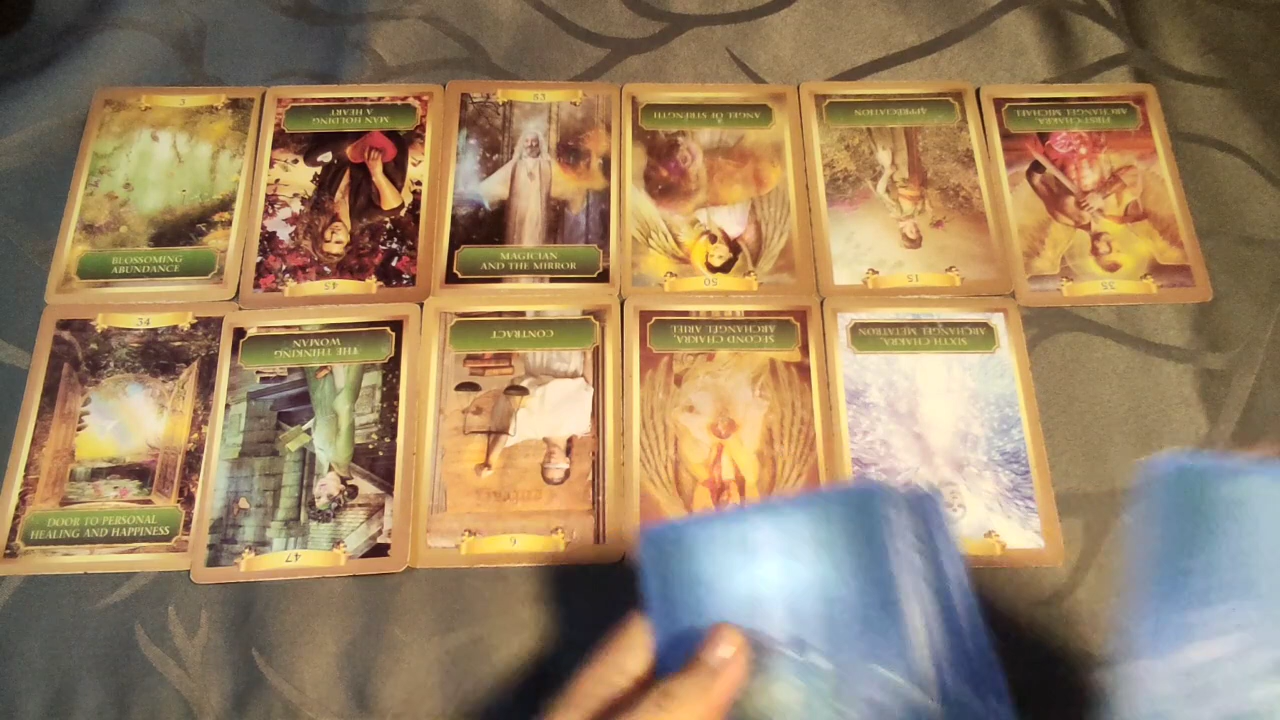 3
BLOSSOMING
ABUNDANCE
MAN HOLDING
A HEART
45
53
MAGICIAN
AND THE MIRROR
ANGEL OF STRENGTH
50
APPRECIATION
15
FIRST CHAKRA,
ARCHANGEL MICHAEL
35
34
DOOR TO PERSONAL
HEALING AND HAPPINESS
THE THINKING
WOMAN
47
CONTRACT
6
SECOND CHAKRA,
ARCHANGEL ARIEL
SIXTH CHAKRA,
ARCHANGEL METATRON